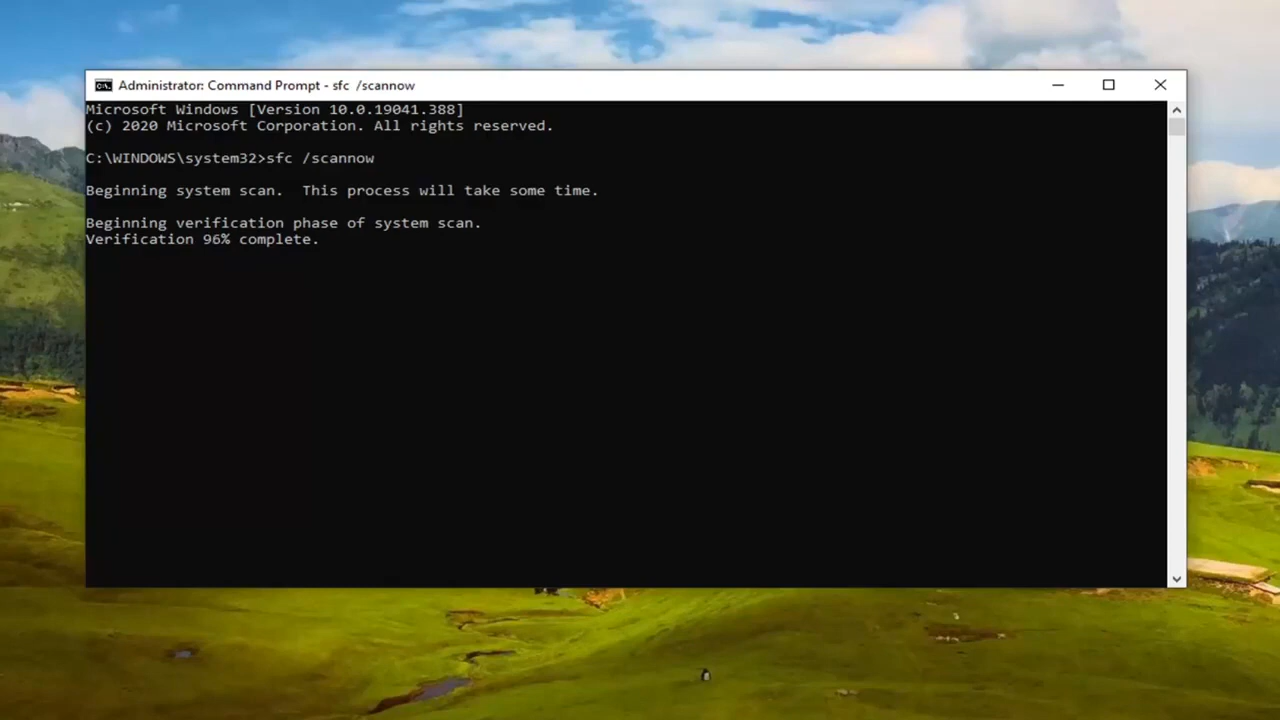 Administrator: Command Prompt - sfc  /scannow
Microsoft Windows [Version 10.0.19041.388]
(c) 2020 Microsoft Corporation. All rights reserved.
C:\WINDOWS\system32>sfc /scannow
Beginning system scan.  This process will take some time.
Beginning verification phase of system scan.
Verification 96% complete.